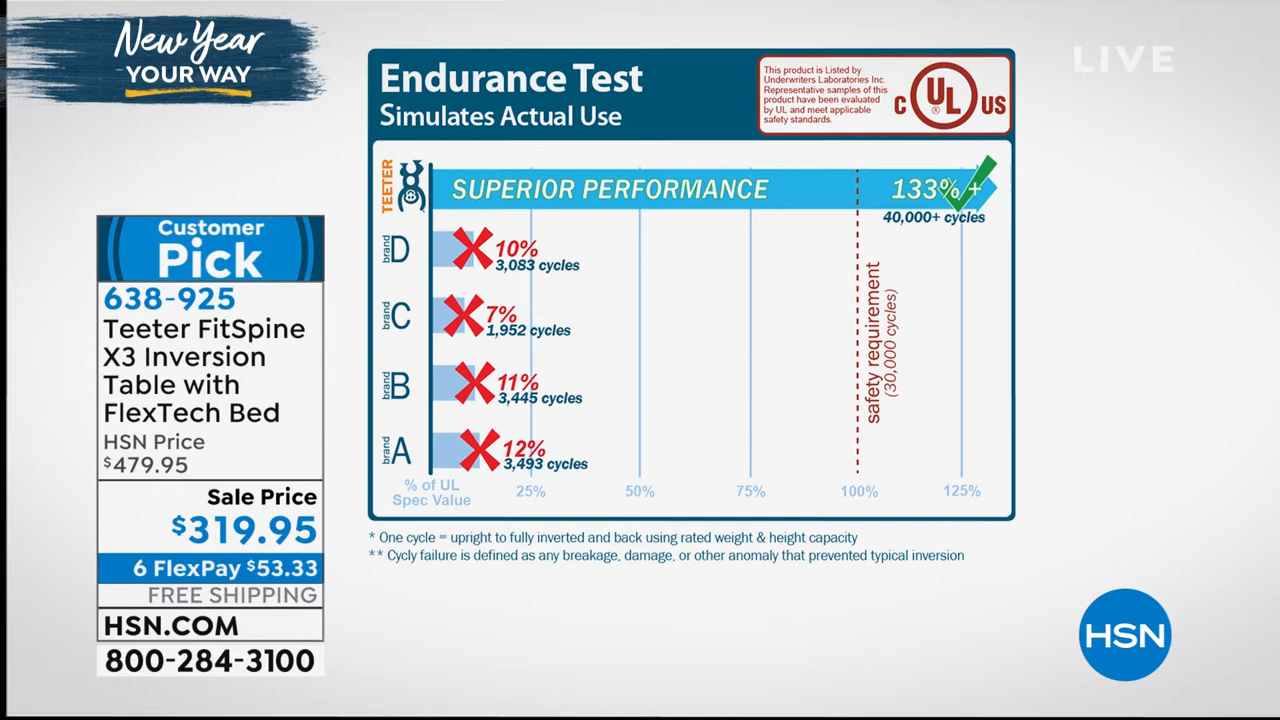 New Year
YOUR WAY
LIVE
Customer
Pick
638-925
Teeter FitSpine
X3 Inversion
Table with
FlexTech Bed
HSN Price
$479.95
Sale Price
$319.95
6 FlexPay $53.33
FREE SHIPPING
HSN.COM
800-284-3100
Endurance Test
Simulates Actual Use
This product is Listed by
Underwriters Laboratories Inc.
Representative samples of this
product have been evaluated
by UL and meet applicable
safety standards.
C UL US
®
TEETER
SUPERIOR PERFORMANCE
133% +
40,000+ cycles
brand D
10%
3,083 cycles
brand C
7%
1,952 cycles
brand B
11%
3,445 cycles
brand A
12%
3,493 cycles
safety requirement
(30,000 cycles)
% of UL
Spec Value
25% 50% 75% 100% 125%
* One cycle = upright to fully inverted and back using rated weight & height capacity
** Cycly failure is defined as any breakage, damage, or other anomaly that prevented typical inversion
HSN